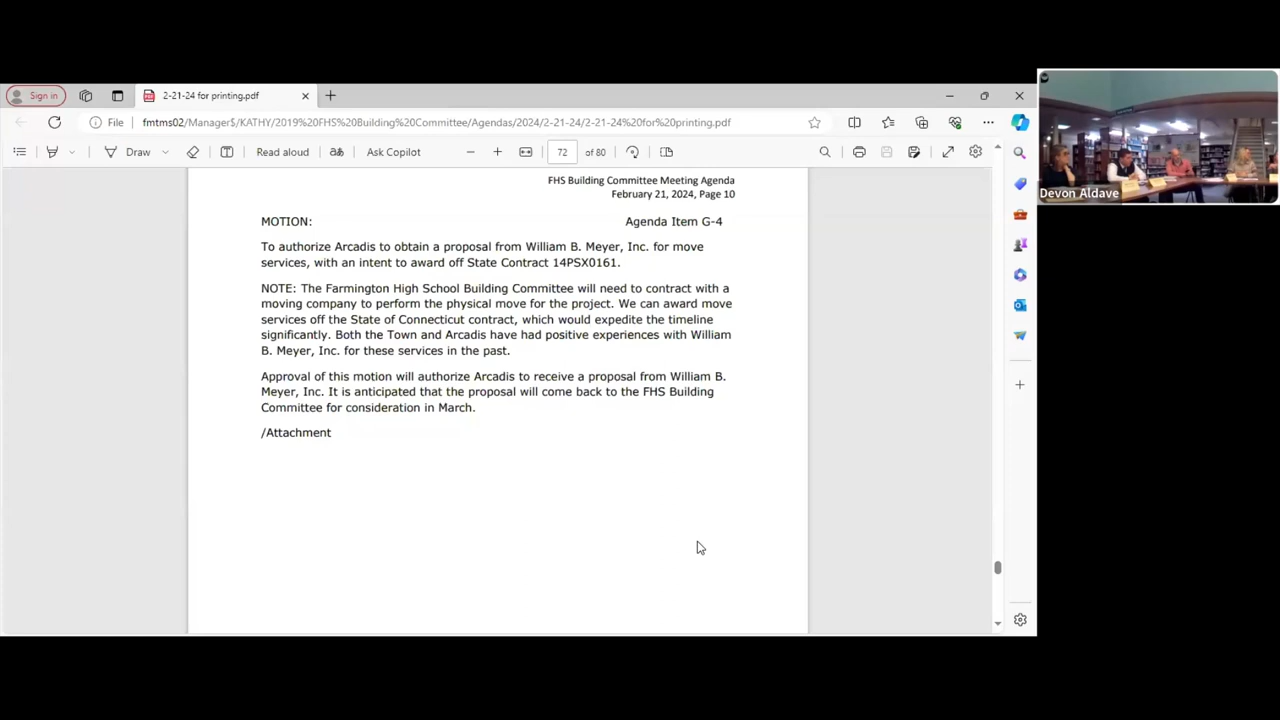 Sign in
2-21-24 for printing.pdf
File
fmtms02/Manager$/KATHY/2019%20FHS%20Building%20Committee/Agendas/2024/2-21-24/2-21-24%20for%20printing.pdf
Draw
Read aloud
Ask Copilot
72
of 80
Devon Aldave
FHS Building Committee Meeting Agenda
February 21, 2024, Page 10
MOTION: Agenda Item G-4
To authorize Arcadis to obtain a proposal from William B. Meyer, Inc. for move
services, with an intent to award off State Contract 14PSX0161.
NOTE: The Farmington High School Building Committee will need to contract with a
moving company to perform the physical move for the project. We can award move
services off the State of Connecticut contract, which would expedite the timeline
significantly. Both the Town and Arcadis have had positive experiences with William
B. Meyer, Inc. for these services in the past.
Approval of this motion will authorize Arcadis to receive a proposal from William B.
Meyer, Inc. It is anticipated that the proposal will come back to the FHS Building
Committee for consideration in March.
/Attachment